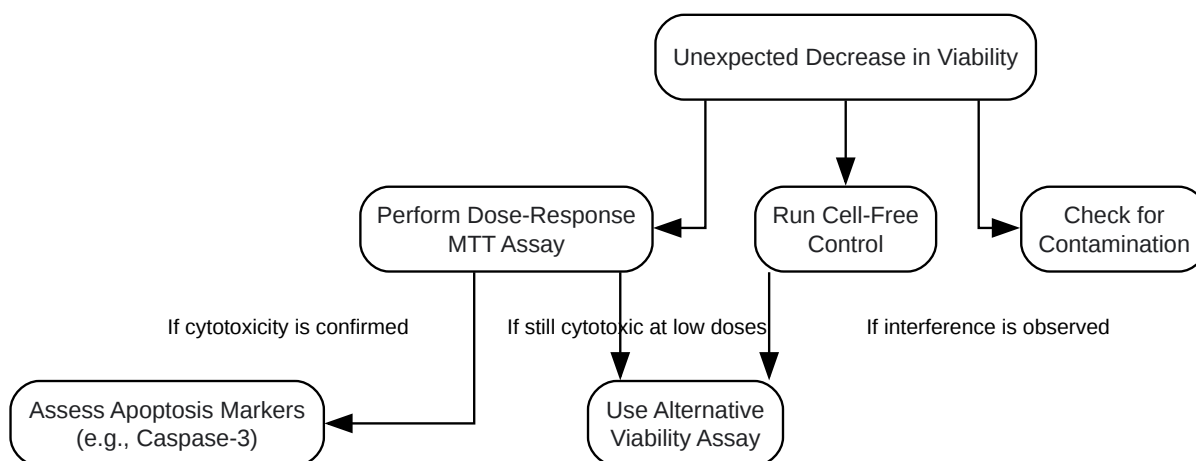 Unexpected Decrease in Viability
Perform Dose-Response
MTT Assay
Run Cell-Free
Control
Check for
Contamination
If cytotoxicity is confirmed
If still cytotoxic at low doses
If interference is observed
Assess Apoptosis Markers
(e.g., Caspase-3)
Use Alternative
Viability Assay